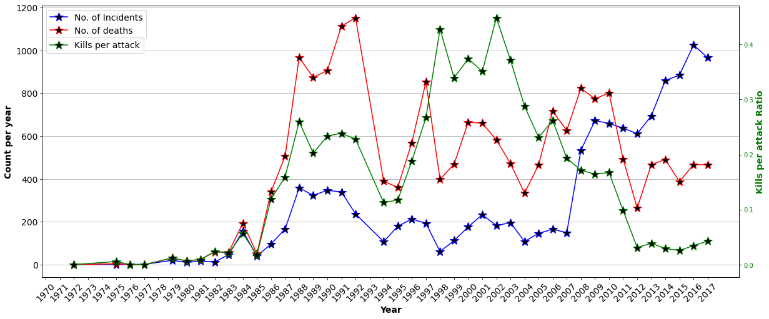 No. of Incidents
No. of deaths
Kills per attack
Count per year
1200
1000
800
600
400
200
0
Kills per attack Ratio
0.4
0.3
0.2
0.1
0.0
1970 1971 1972 1973 1974 1975 1976 1977 1978 1979 1980 1981 1982 1983 1984 1985 1986 1987 1988 1989 1990 1991 1992 1993 1994 1995 1996 1997 1998 1999 2000 2001 2002 2003 2004 2005 2006 2007 2008 2009 2010 2011 2012 2013 2014 2015 2016 2017
Year